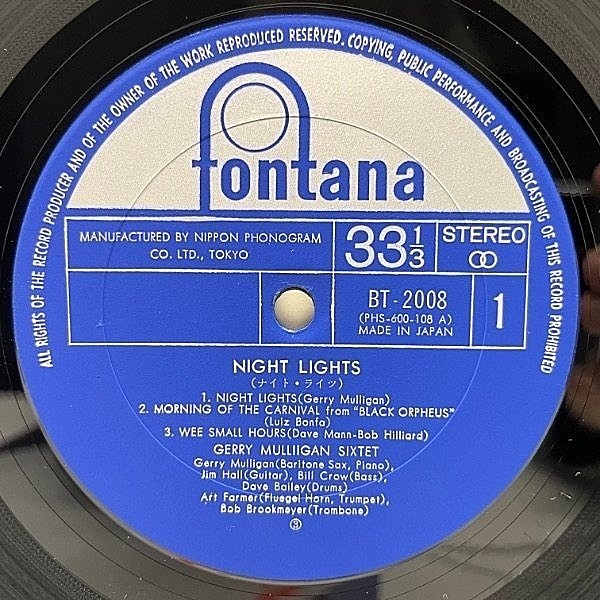 ALL RIGHTS OF THE RECORD PRODUCER AND OF THE OWNER OF THE WORK REPRODUCED RESERVED. COPYING, PUBLIC PERFORMANCE AND BROADCASTING OF THIS RECORD PROHIBITED
fontana
MANUFACTURED BY NIPPON PHONOGRAM
CO. LTD., TOKYO
33 1/3
STEREO
BT-2008
(PHS-600-108 A)
MADE IN JAPAN
1
NIGHT LIGHTS
(ナイト・ライツ)
1. NIGHT LIGHTS(Gerry Mulligan)
2. MORNING OF THE CARNIVAL from "BLACK ORPHEUS"
(Luiz Bonfa)
3. WEE SMALL HOURS(Dave Mann-Bob Hilliard)
GERRY MULLIIGAN SIXTET
Gerry Mulligan(Baritone Sax, Piano),
Jim Hall(Guitar), Bill Crow(Bass),
Dave Bailey(Drums)
Art Farmer(Fluegel Horn, Trumpet),
Bob Brookmeyer(Trombone)